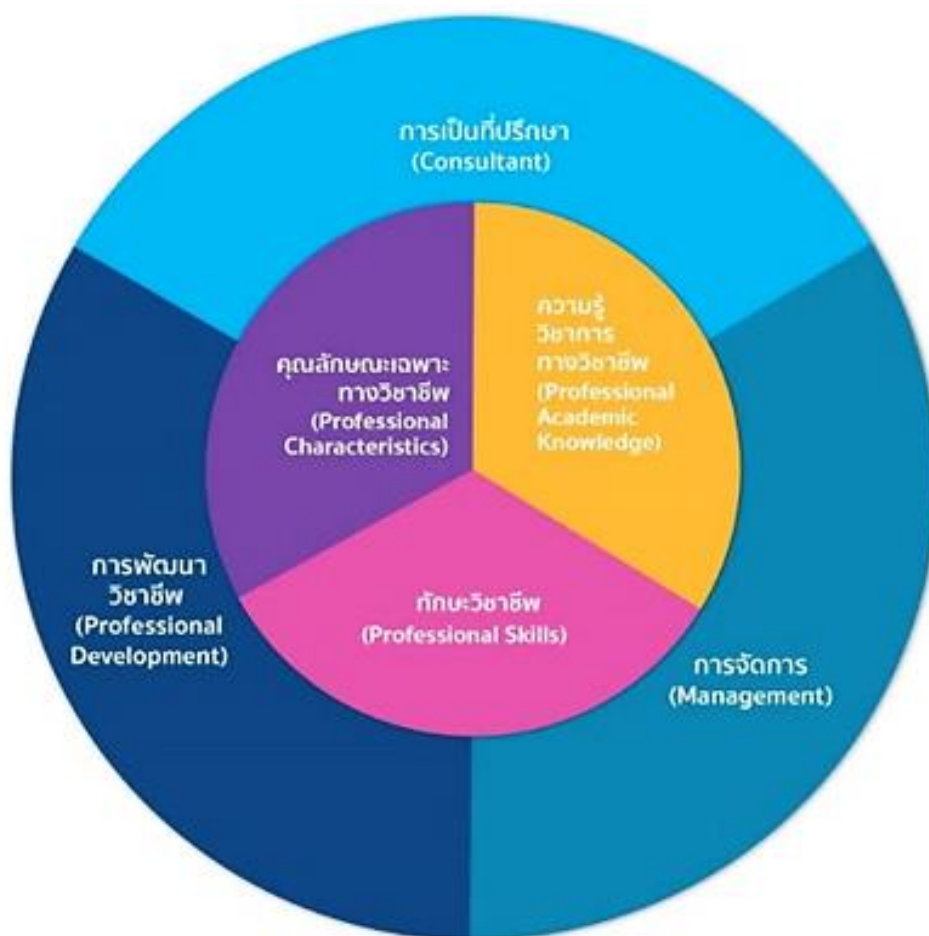 การเป็นที่ปรึกษา
(Consultant)
คุณลักษณะเฉพาะ
ทางวิชาชีพ
(Professional
Characteristics)
ความรู้
วิชาการ
ทางวิชาชีพ
(Professional
Academic
Knowledge)
ทักษะวิชาชีพ
(Professional Skills)
การพัฒนา
วิชาชีพ
(Professional
Development)
การจัดการ
(Management)